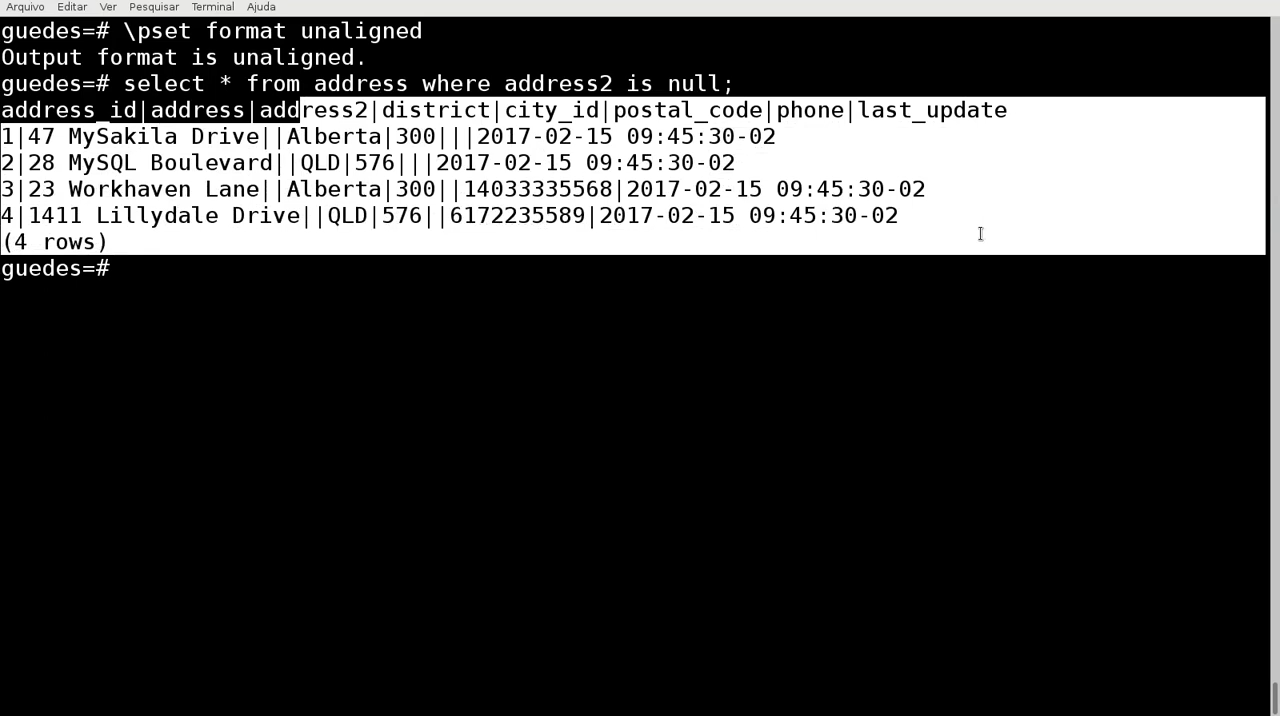 Arquivo Editar Ver Pesquisar Terminal Ajuda
guedes=# \pset format unaligned
Output format is unaligned.
guedes=# select * from address where address2 is null;
address_id|address|address2|district|city_id|postal_code|phone|last_update
1|47 MySakila Drive||Alberta|300|||2017-02-15 09:45:30-02
2|28 MySQL Boulevard||QLD|576|||2017-02-15 09:45:30-02
3|23 Workhaven Lane||Alberta|300||14033335568|2017-02-15 09:45:30-02
4|1411 Lillydale Drive||QLD|576||6172235589|2017-02-15 09:45:30-02
(4 rows)
guedes=#